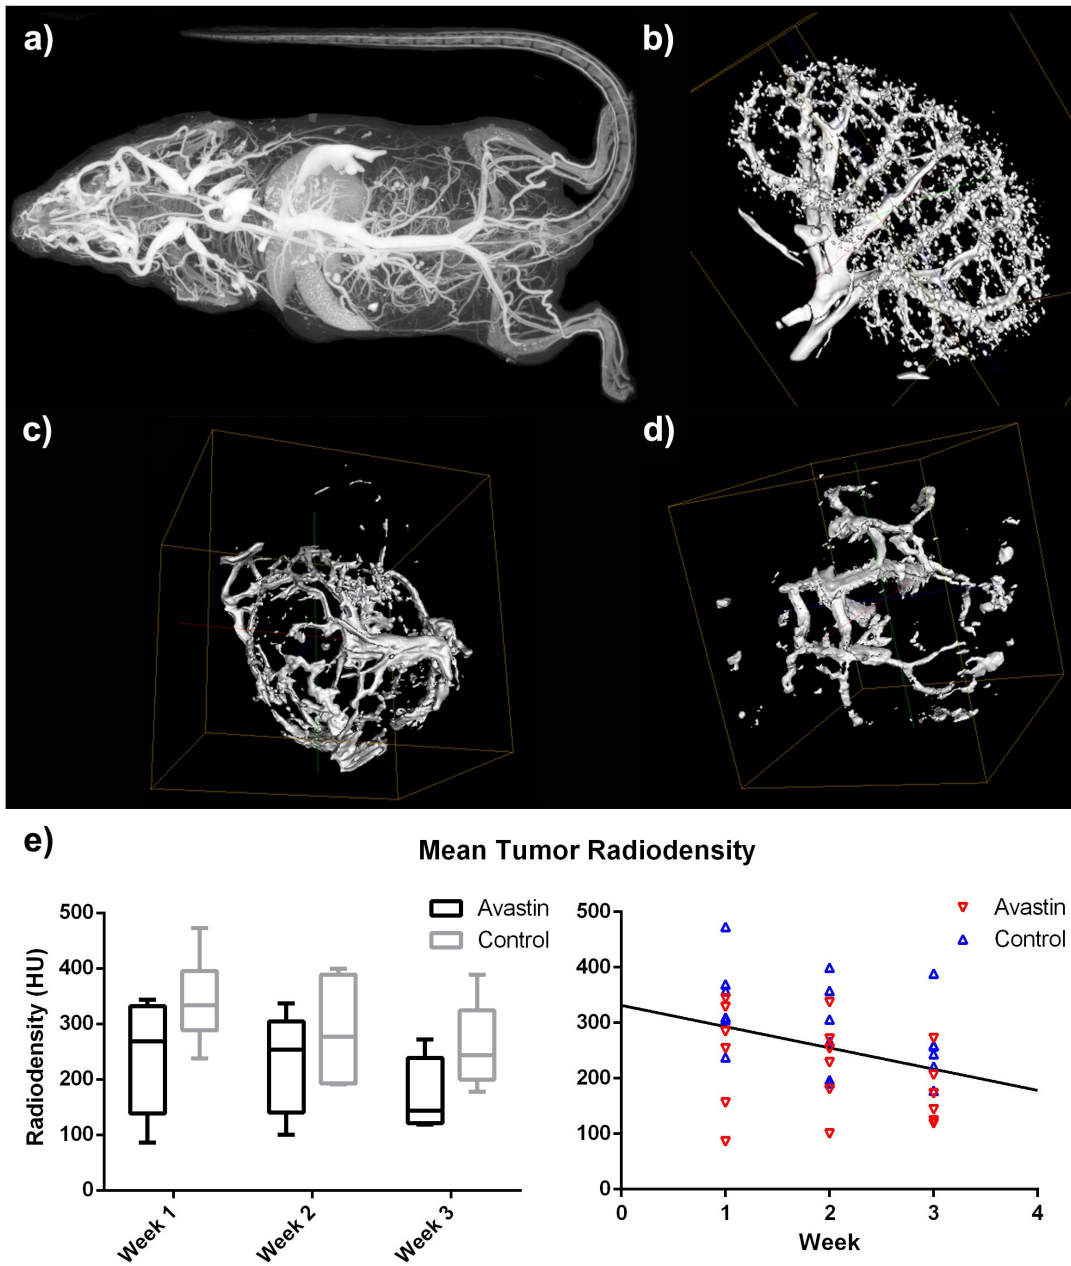 a)
b)
c)
d)
e)
Mean Tumor Radiodensity
Radiodensity (HU)
500
400
300
200
100
0
Week 1
Week 2
Week 3
Avastin
Control
500
400
300
200
100
0
0
1
2
3
4
Week
Avastin
Control